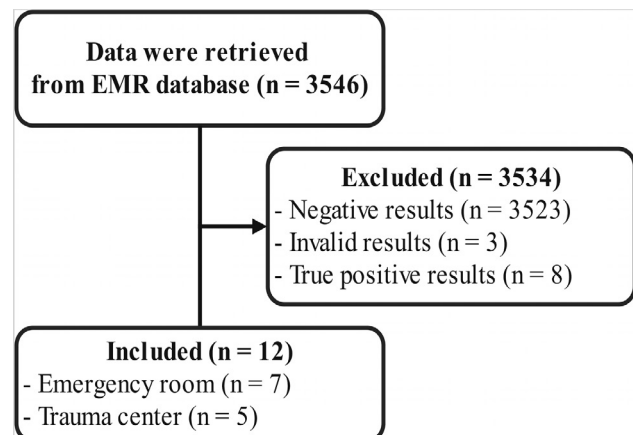 Data were retrieved
from EMR database (n = 3546)
Excluded (n = 3534)
- Negative results (n = 3523)
- Invalid results (n = 3)
- True positive results (n = 8)
Included (n = 12)
- Emergency room (n = 7)
- Trauma center (n = 5)